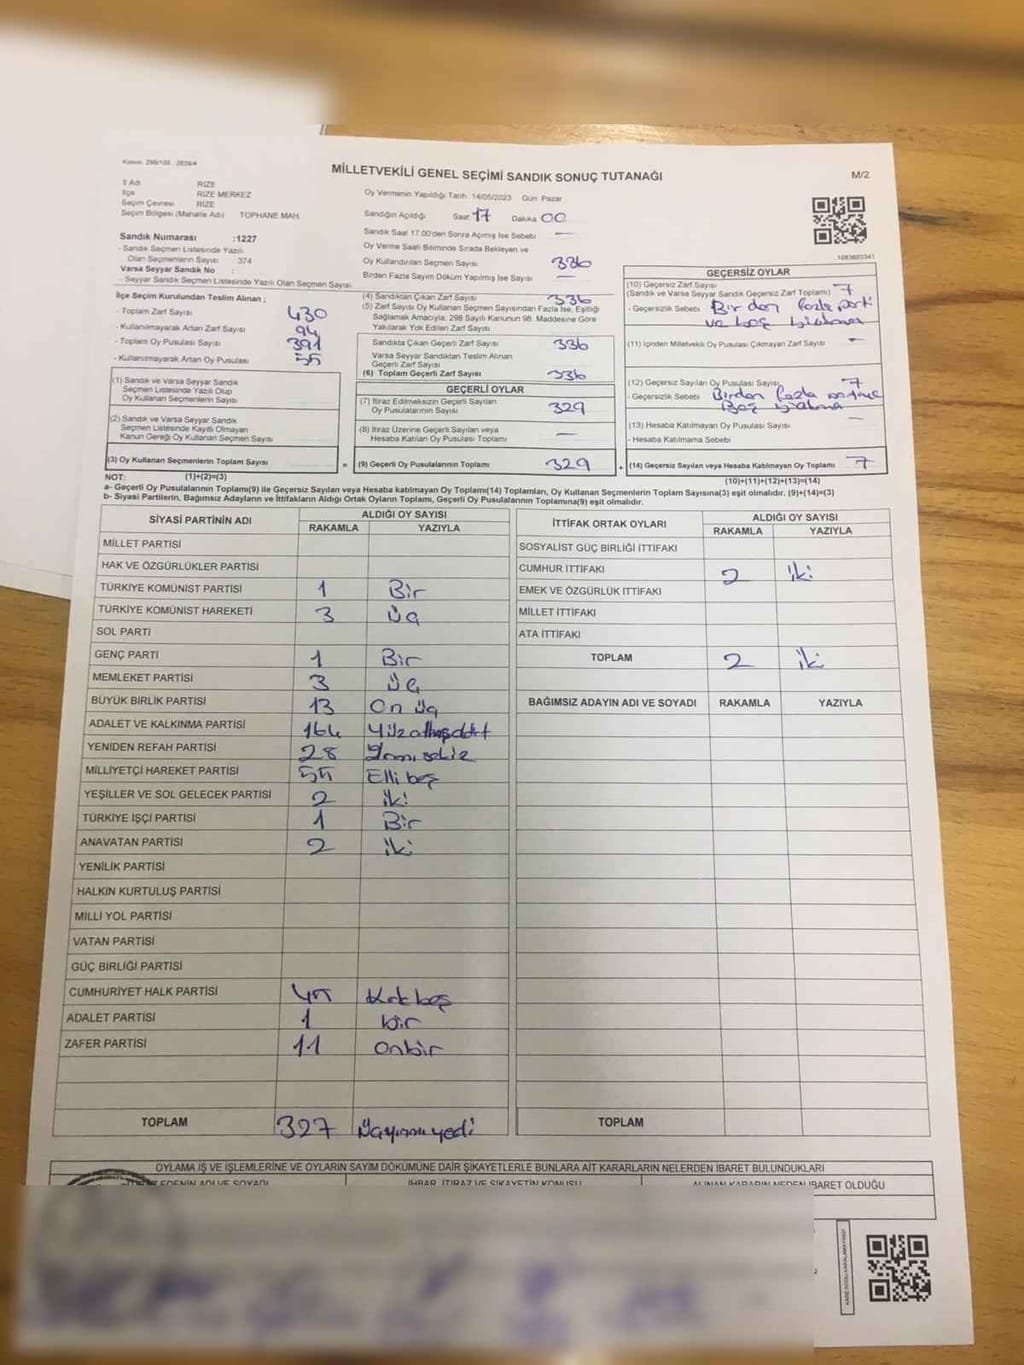 Kanun: 298/105 . 2839/4
MİLLETVEKİLİ GENEL SEÇİMİ SANDIK SONUÇ TUTANAĞI
M/2
İl Adı RİZE
İlçe RİZE MERKEZ
Seçim Çevresi RİZE
Seçim Bölgesi (Mahalle Adı) TOPHANE MAH.
Sandık Numarası :1227
- Sandık Seçmen Listesinde Yazılı
Olan Seçmenlerin Sayısı : 374
Varsa Seyyar Sandık No :
- Seyyar Sandık Seçmen Listesinde Yazılı Olan Seçmen Sayısı
İlçe Seçim Kurulundan Teslim Alınan ;
- Toplam Zarf Sayısı 430
- Kullanılmayarak Artan Zarf Sayısı 94
- Toplam Oy Pusulası Sayısı 391
- Kullanılmayarak Artan Oy Pusulası 55
(1) Sandık ve Varsa Seyyar Sandık
Seçmen Listesinde Yazılı Olup
Oy Kullanan Seçmenlerin Sayısı
(2) Sandık ve Varsa Seyyar Sandık
Seçmen Listesinde Kayıtlı Olmayan
Kanun Gereği Oy Kullanan Seçmen Sayısı
(3) Oy Kullanan Seçmenlerin Toplam Sayısı
Oy Vermenin Yapıldığı Tarih :14/05/2023 Gün :Pazar
Sandığın Açıldığı Saat 17 Dakika 00
Sandık Saat 17.00'den Sonra Açılmış İse Sebebi —
Oy Verme Saati Bitiminde Sırada Bekleyen ve
Oy Kullandırılan Seçmen Sayısı 336
Birden Fazla Sayım Döküm Yapılmış İse Sayısı —
(4) Sandıktan Çıkan Zarf Sayısı 336
(5) Zarf Sayısı Oy Kullanan Seçmen Sayısından Fazla İse, Eşitliği
Sağlamak Amacıyla, 298 Sayılı Kanunun 98. Maddesine Göre
Yakılarak Yok Edilen Zarf Sayısı
Sandıkta Çıkan Geçerli Zarf Sayısı 336
Varsa Seyyar Sandıktan Teslim Alınan
Geçerli Zarf Sayısı
(6) Toplam Geçerli Zarf Sayısı 336
GEÇERLİ OYLAR
(7) İtiraz Edilmeksizin Geçerli Sayılan
Oy Pusulalarının Sayısı 329
(8) İtiraz Üzerine Geçerli Sayılan veya
Hesaba Katılan Oy Pusulası Toplamı —
= (9) Geçerli Oy Pusulalarının Toplamı 329
1083603341
GEÇERSİZ OYLAR
(10) Geçersiz Zarf Sayısı
(Sandık ve Varsa Seyyar Sandık Geçersiz Zarf Toplamı) 7
- Geçersizlik Sebebi Birden fazla parti
ve boş
(11) İçinden Milletvekili Oy Pusulası Çıkmayan Zarf Sayısı —
(12) Geçersiz Sayılan Oy Pusulası Sayısı 7
- Geçersizlik Sebebi Birden fazla
Boş
(13) Hesaba Katılmayan Oy Pusulası Sayısı —
- Hesaba Katılmama Sebebi
+ (14) Geçersiz Sayılan veya Hesaba Katılmayan Oy Toplamı 7
NOT: (1)+(2)=(3)
(10)+(11)+(12)+(13)=(14)
a- Geçerli Oy Pusulalarının Toplamı(9) ile Geçersiz Sayılan veya Hesaba katılmayan Oy Toplamı(14) Toplamları, Oy Kullanan Seçmenlerin Toplam Sayısına(3) eşit olmalıdır. (9)+(14)=(3)
b- Siyasi Partilerin, Bağımsız Adayların ve İttifakların Aldığı Ortak Oyların Toplamı, Geçerli Oy Pusulalarının Toplamına(9) eşit olmalıdır.
SİYASİ PARTİNİN ADI
ALDIĞI OY SAYISI
RAKAMLA YAZIYLA
MİLLET PARTİSİ
HAK VE ÖZGÜRLÜKLER PARTİSİ
TÜRKİYE KOMÜNİST PARTİSİ 1 Bir
TÜRKİYE KOMÜNİST HAREKETİ 3 Üç
SOL PARTİ
GENÇ PARTİ 1 Bir
MEMLEKET PARTİSİ 3 Üç
BÜYÜK BİRLİK PARTİSİ 13 On üç
ADALET VE KALKINMA PARTİSİ 164 Yüzatmışdört
YENİDEN REFAH PARTİSİ 28 Yirmisekiz
MİLLİYETÇİ HAREKET PARTİSİ 55 Elli beş
YEŞİLLER VE SOL GELECEK PARTİSİ 2 iki
TÜRKİYE İŞÇİ PARTİSİ 1 Bir
ANAVATAN PARTİSİ 2 iki
YENİLİK PARTİSİ
HALKIN KURTULUŞ PARTİSİ
MİLLİ YOL PARTİSİ
VATAN PARTİSİ
GÜÇ BİRLİĞİ PARTİSİ
CUMHURİYET HALK PARTİSİ 45 Kırkbeş
ADALET PARTİSİ 1 bir
ZAFER PARTİSİ 11 onbir
TOPLAM 327 Üçyirmiyedi
İTTİFAK ORTAK OYLARI
ALDIĞI OY SAYISI
RAKAMLA YAZIYLA
SOSYALİST GÜÇ BİRLİĞİ İTTİFAKI
CUMHUR İTTİFAKI 2 iki
EMEK VE ÖZGÜRLÜK İTTİFAKI
MİLLET İTTİFAKI
ATA İTTİFAKI
TOPLAM 2 iki
BAĞIMSIZ ADAYIN ADI VE SOYADI RAKAMLA YAZIYLA
TOPLAM
OYLAMA İŞ VE İŞLEMLERİNE VE OYLARIN SAYIM DÖKÜMÜNE DAİR ŞİKAYETLERLE BUNLARA AİT KARARLARIN NELERDEN İBARET BULUNDUKLARI
EDENİN ADI VE SOYADI İHBAR, İTİRAZ VE ŞİKAYETİN KONUSU ALINAN KARARIN NEDEN İBARET OLDUĞU